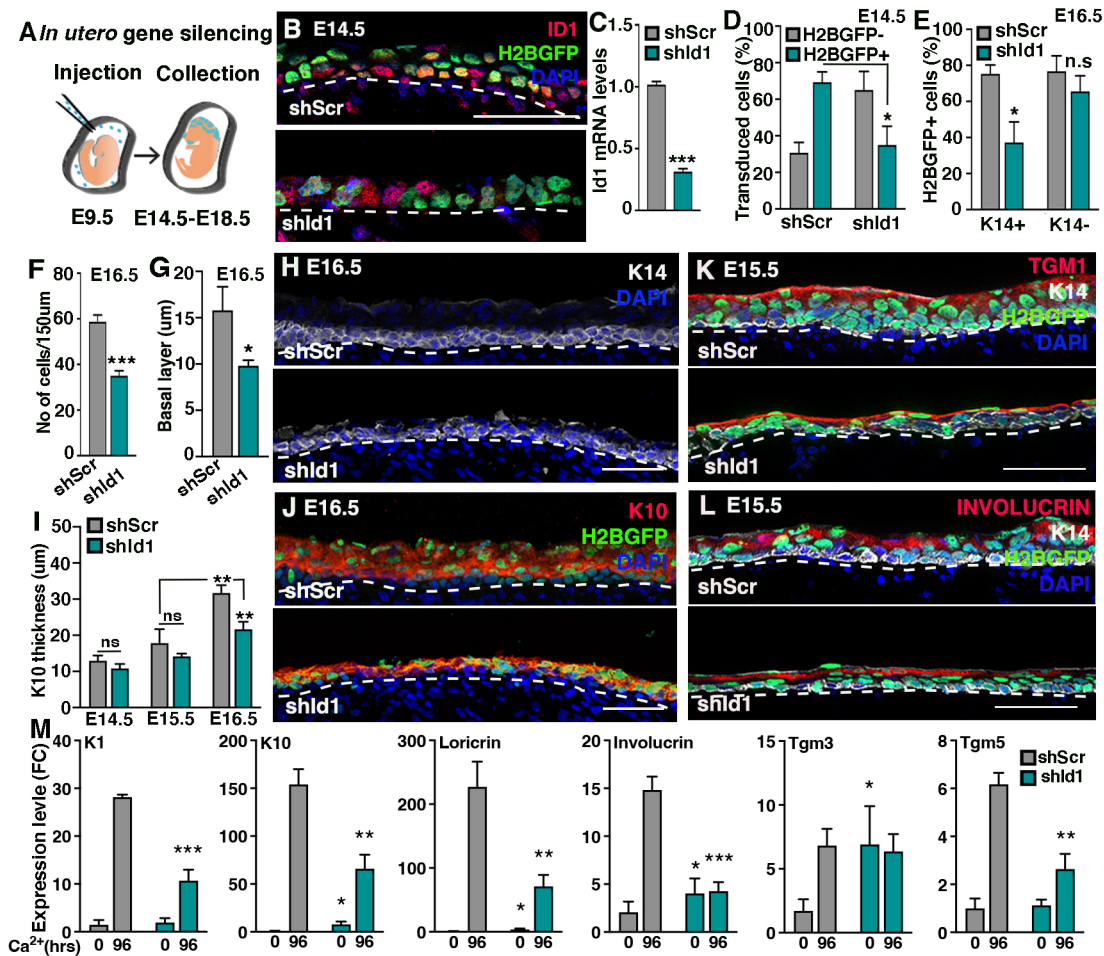 A In utero gene silencing
Injection Collection
E9.5 E14.5-E18.5
B E14.5 ID1
H2BGFP
DAPI
shScr
shId1
C
shScr
shId1
Id1 mRNA levels
1.5
1.0
0.5
0
***
D E14.5
H2BGFP-
H2BGFP+
Transduced cells (%)
80
60
40
20
0
*
shScr shId1
E E16.5
shScr
shId1
H2BGFP+ cells (%)
100
80
60
40
20
0
*
n.s
K14+ K14-
F E16.5
No of cells/150um
80
60
40
20
0
***
shScr
shId1
G E16.5
Basal layer (um)
20
15
10
5
0
*
shScr
shId1
H E16.5 K14
DAPI
shScr
shId1
K E15.5 TGM1
K14
H2BGFP
DAPI
shScr
shId1
I
shScr
shId1
K10 thickness (um)
50
40
30
20
10
0
ns
ns
**
**
E14.5 E15.5 E16.5
J E16.5 K10
H2BGFP
DAPI
shScr
shId1
L E15.5 INVOLUCRIN
K14
H2BGFP
DAPI
shScr
shId1
M
Expression levle (FC)
K1
40
30
20
10
0
***
Ca2+(hrs) 0 96 0 96
K10
200
150
100
50
0
*
**
0 96 0 96
Loricrin
300
200
100
0
*
**
0 96 0 96
Involucrin
20
15
10
5
0
*
***
0 96 0 96
Tgm3
15
10
5
0
*
0 96 0 96
Tgm5
shScr
shId1
8
6
4
2
0
**
0 96 0 96